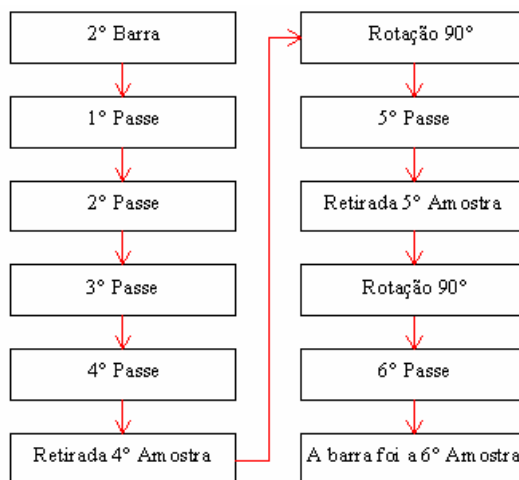 2° Barra
1° Passe
2° Passe
3° Passe
4° Passe
Retirada 4° Amostra
Rotação 90°
5° Passe
Retirada 5° Amostra
Rotação 90°
6° Passe
A barra foi a 6° Amostra